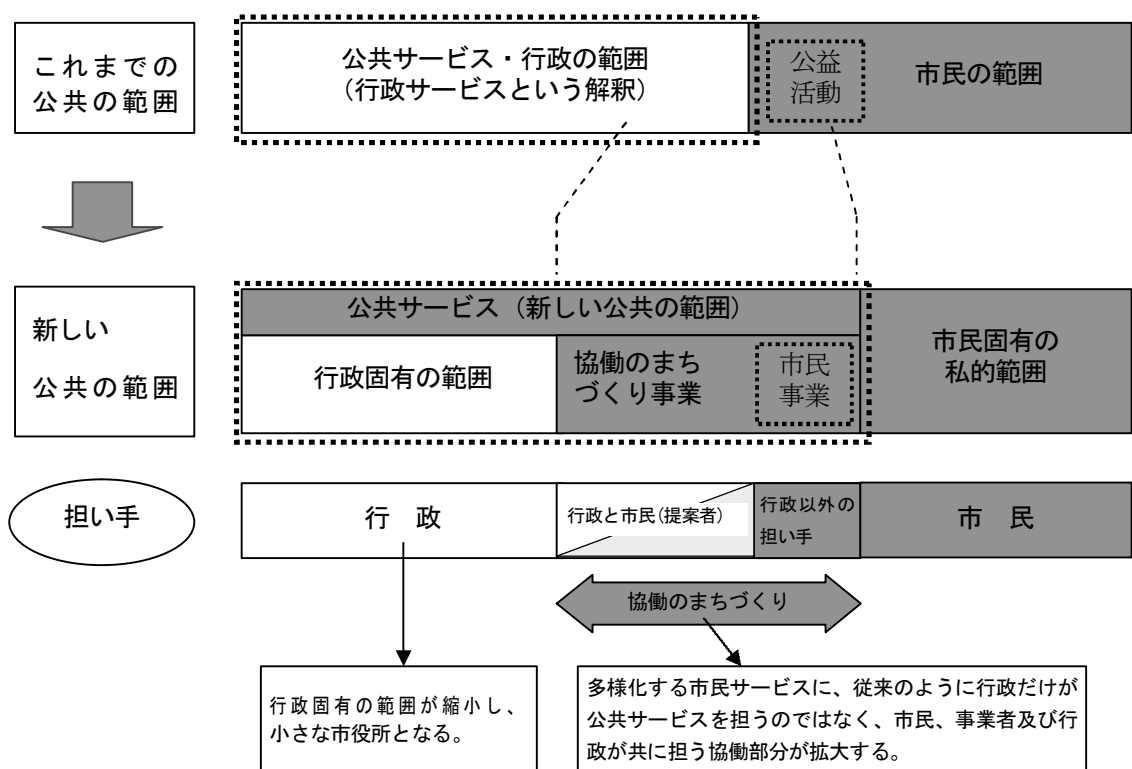 これまでの
公共の範囲
公共サービス・行政の範囲
（行政サービスという解釈）
公益
活動
市民の範囲
新しい
公共の範囲
公共サービス（新しい公共の範囲）
行政固有の範囲
協働のまち
づくり事業
市民
事業
市民固有の
私的範囲
担い手
行　政
行政と市民(提案者)
行政以外の
担い手
市　民
協働のまちづくり
行政固有の範囲が縮小し、
小さな市役所となる。
多様化する市民サービスに、従来のように行政だけが
公共サービスを担うのではなく、市民、事業者及び行
政が共に担う協働部分が拡大する。